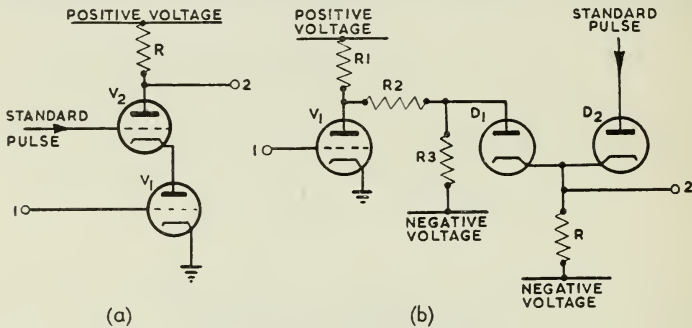 POSITIVE VOLTAGE
R
V2
2
STANDARD
PULSE
V1
1
(a)
POSITIVE
VOLTAGE
R1
R2
V1
1
R3
NEGATIVE
VOLTAGE
D1
STANDARD
PULSE
D2
2
R
NEGATIVE
VOLTAGE
(b)